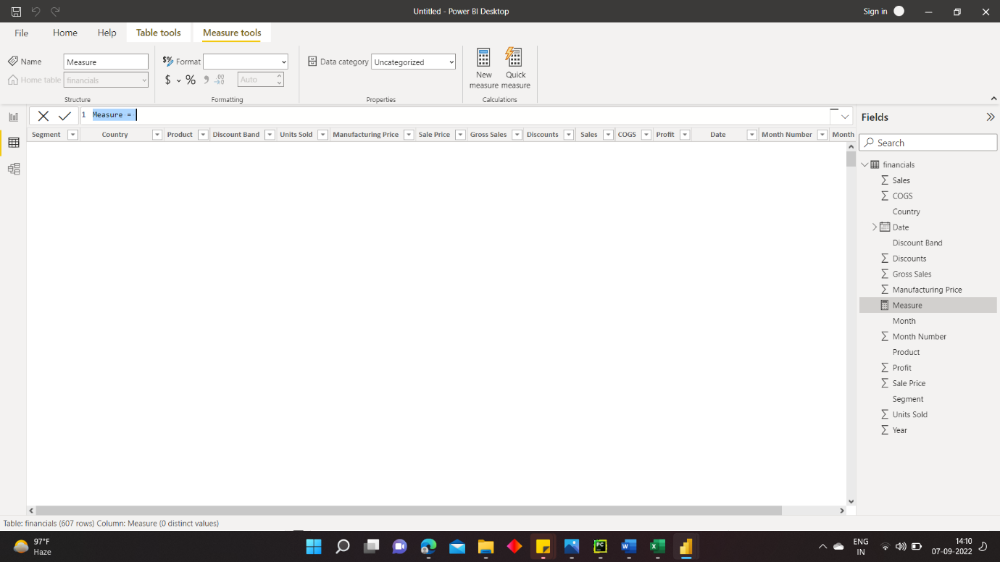 Untitled - Power BI Desktop
Sign in
File Home Help Table tools Measure tools
Name Measure
Home table financials
Structure
$% Format
$ % 9 .00 →.0 Auto
Formatting
Data category Uncategorized
Properties
New measure
Quick measure
Calculations
1 Measure =
Segment Country Product Discount Band Units Sold Manufacturing Price Sale Price Gross Sales Discounts Sales COGS Profit Date Month Number Month
Fields
Search
financials
Σ Sales
Σ COGS
Country
Date
Discount Band
Σ Discounts
Σ Gross Sales
Σ Manufacturing Price
Measure
Month
Σ Month Number
Product
Σ Profit
Σ Sale Price
Segment
Σ Units Sold
Σ Year
Table: financials (607 rows) Column: Measure (0 distinct values)
97°F
Haze
PC
W
X
ENG
IN
14:10
07-09-2022